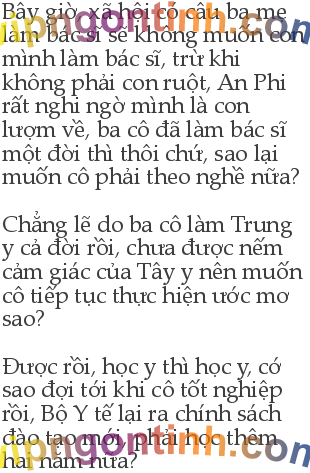 Bây giờ, xã hội có câu ba mẹ
làm bác sĩ sẽ không muốn con
mình làm bác sĩ, trừ khi
không phải con ruột, An Phi
rất nghi ngờ mình là con
lượm về, ba cô đã làm bác sĩ
một đời thì thôi chứ, sao lại
muốn cô phải theo nghề nữa?
Chẳng lẽ do ba cô làm Trung
y cả đời rồi, chưa được nếm
cảm giác của Tây y nên muốn
cô tiếp tục thực hiện ước mơ
sao?
Được rồi, học y thì học y, cớ
sao đợi tới khi cô tốt nghiệp
rồi, Bộ Y tế lại ra chính sách
đào tạo mới, phải học thêm
hai năm nữa?
vipngontinh.com
vipngontinh.com